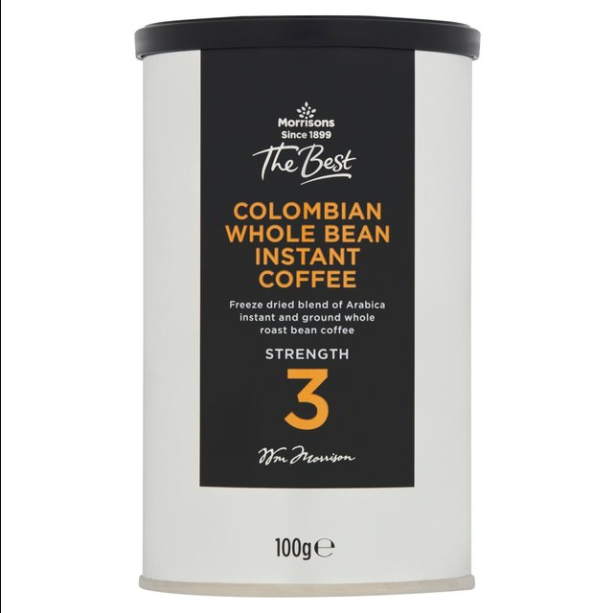 Morrisons
Since 1899
The Best
COLOMBIAN
WHOLE BEAN
INSTANT
COFFEE
Freeze dried blend of Arabica
instant and ground whole
roast bean coffee
STRENGTH
3
Wm Morrison
100g℮